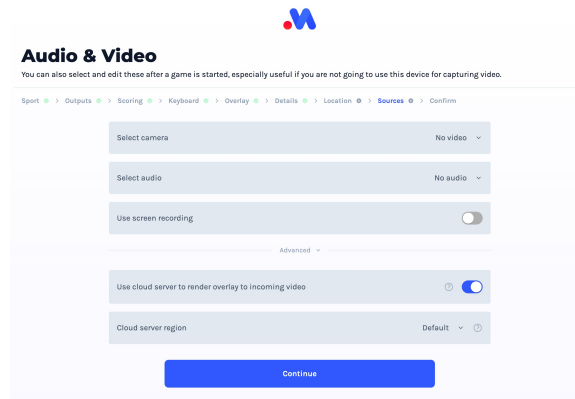 Audio & Video
You can also select and edit these after a game is started, especially useful if you are not going to use this device for capturing video.
Sport > Outputs > Scoring > Keyboard > Overlay > Details > Location > Sources > Confirm
Select camera No video
Select audio No audio
Use screen recording
Advanced
Use cloud server to render overlay to incoming video ?
Cloud server region Default ?
Continue